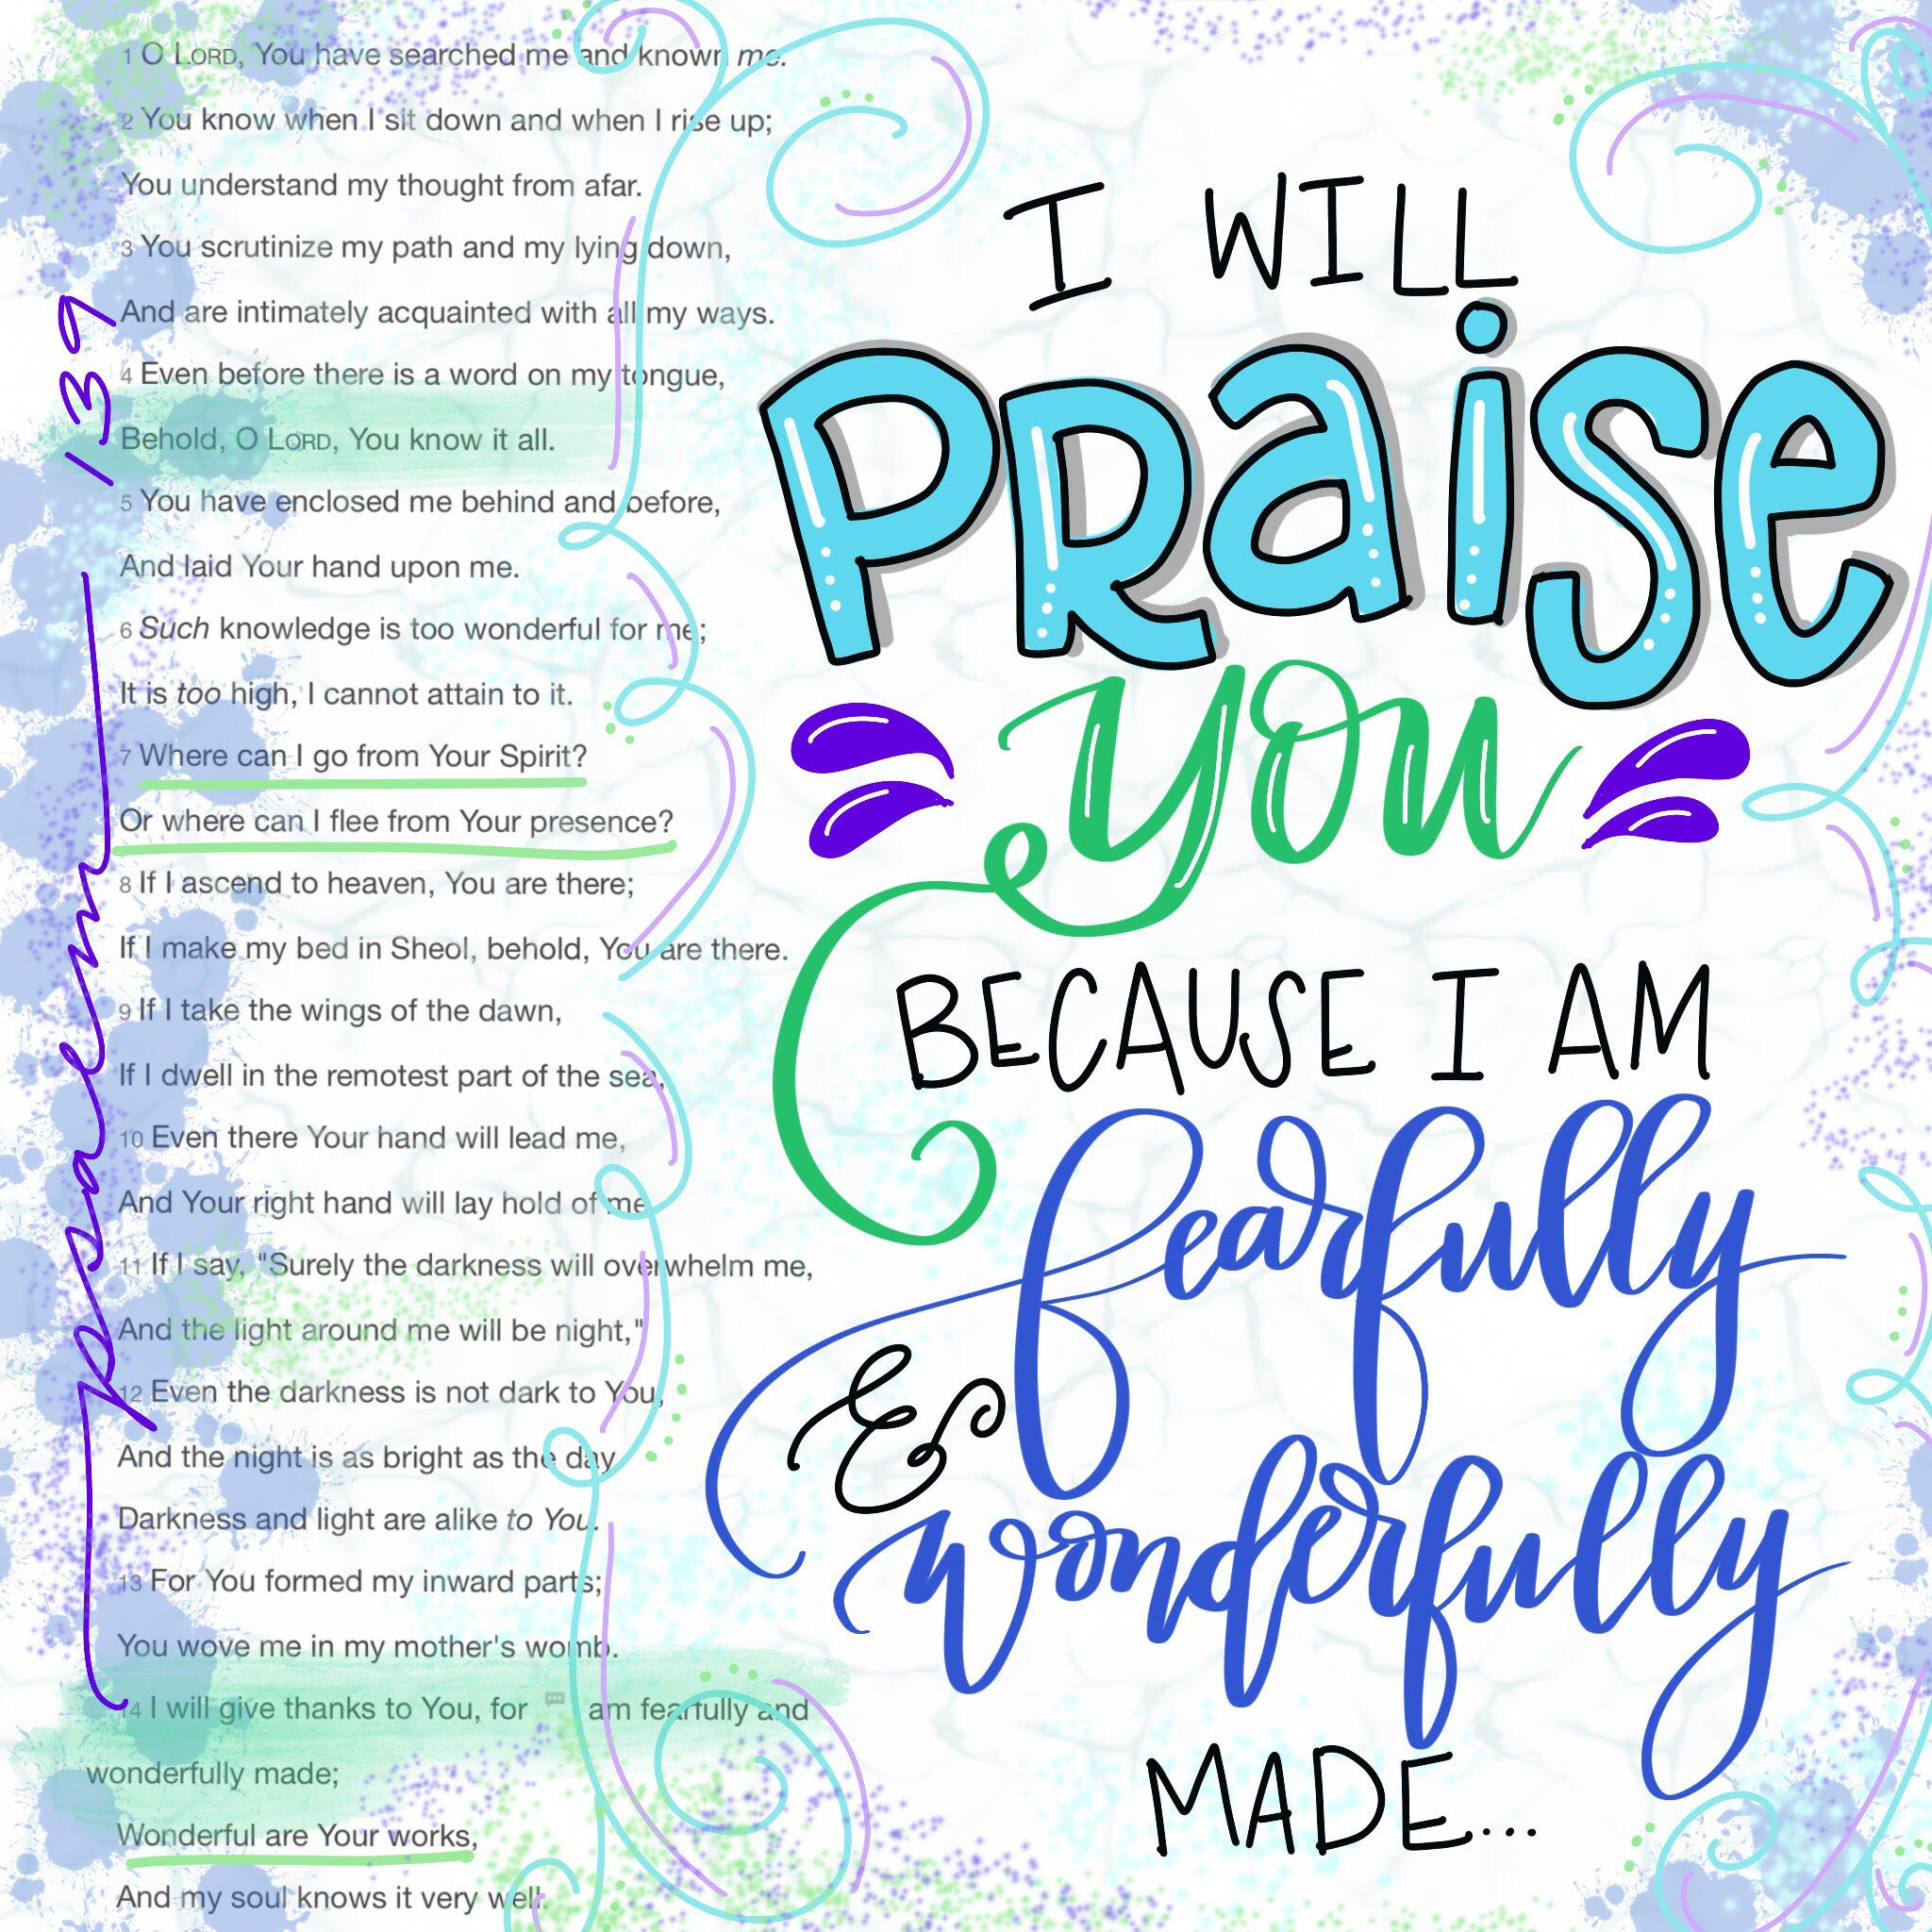 psalm 139
1 O LORD, You have searched me and known me.
2 You know when I sit down and when I rise up;
You understand my thought from afar.
3 You scrutinize my path and my lying down,
And are intimately acquainted with all my ways.
4 Even before there is a word on my tongue,
Behold, O LORD, You know it all.
5 You have enclosed me behind and before,
And laid Your hand upon me.
6 Such knowledge is too wonderful for me;
It is too high, I cannot attain to it.
7 Where can I go from Your Spirit?
Or where can I flee from Your presence?
8 If I ascend to heaven, You are there;
If I make my bed in Sheol, behold, You are there.
9 If I take the wings of the dawn,
If I dwell in the remotest part of the sea,
10 Even there Your hand will lead me,
And Your right hand will lay hold of me
11 If I say, "Surely the darkness will overwhelm me,
And the light around me will be night,"
12 Even the darkness is not dark to You,
And the night is as bright as the day
Darkness and light are alike to You.
13 For You formed my inward parts;
You wove me in my mother's womb.
14 I will give thanks to You, for am fearfully and
wonderfully made;
Wonderful are Your works,
And my soul knows it very well.
I WILL
PRaise
you
BECAUSE I AM
fearfully
&
wonderfully
MADE...